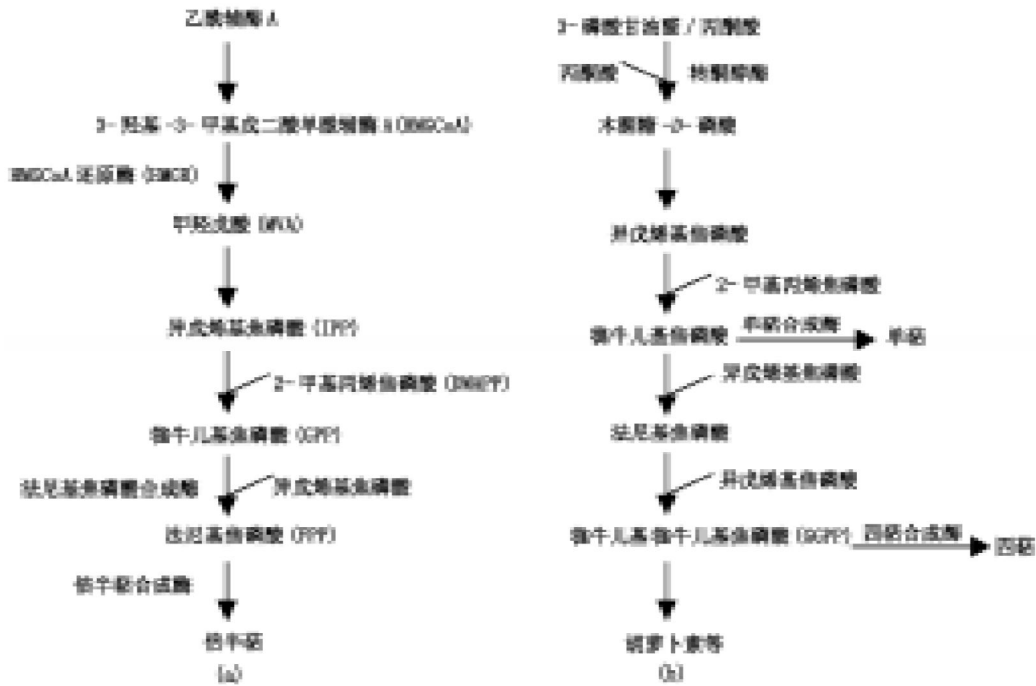 乙酰辅酶A
3-羟基-3-甲基戊二酸单酰辅酶A(HMGCoA)
HMGCoA还原酶(HMGR)
甲羟戊酸(MVA)
异戊烯基焦磷酸(IPP)
2-甲基丙烯焦磷酸(DMAPP)
牻牛儿基焦磷酸(GPP)
法尼基焦磷酸合成酶
异戊烯基焦磷酸
法尼基焦磷酸(FPP)
倍半萜合成酶
倍半萜
(a)
3-磷酸甘油醛/丙酮酸
丙酮酸
转酮醇酶
木酮糖-D-磷酸
异戊烯基焦磷酸
2-甲基丙烯焦磷酸
牻牛儿基焦磷酸
单萜合成酶
单萜
异戊烯基焦磷酸
法尼基焦磷酸
异戊烯基焦磷酸
牻牛儿基牻牛儿基焦磷酸(GGPP)
四萜合成酶
四萜
胡萝卜素等
(b)